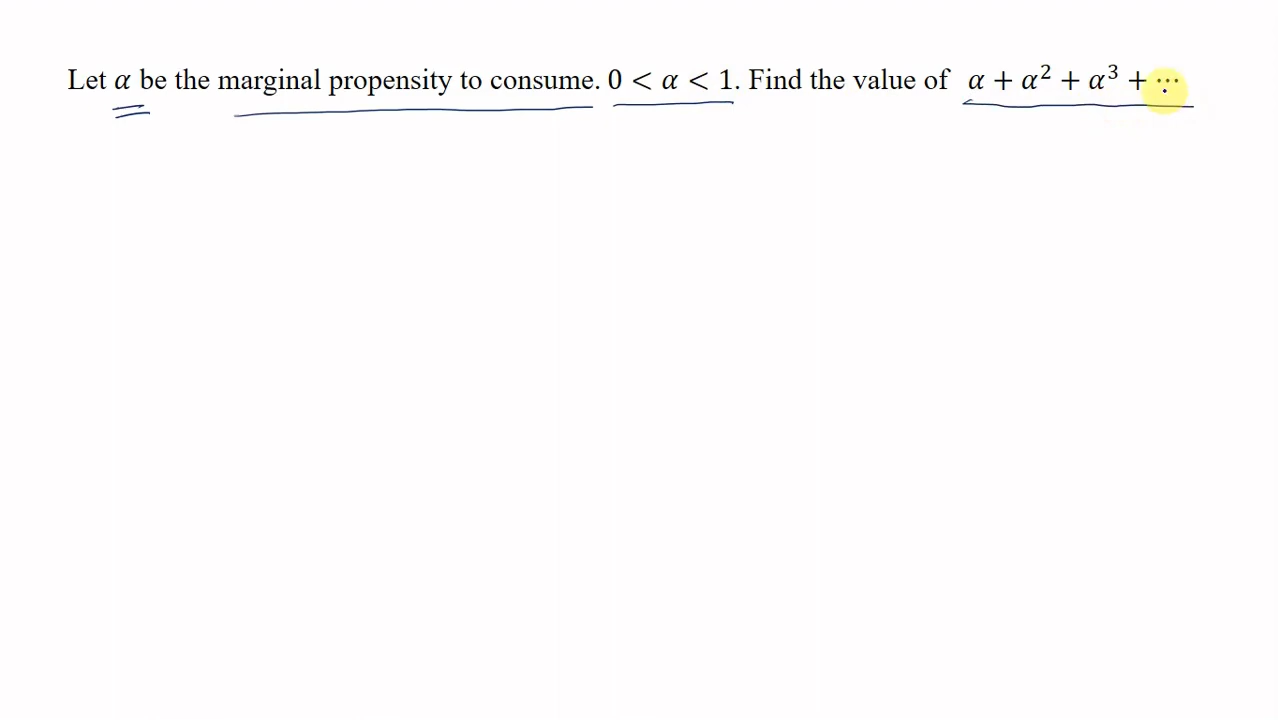 Let α be the marginal propensity to consume. 0 < α < 1. Find the value of α + α² + α³ + ⋯